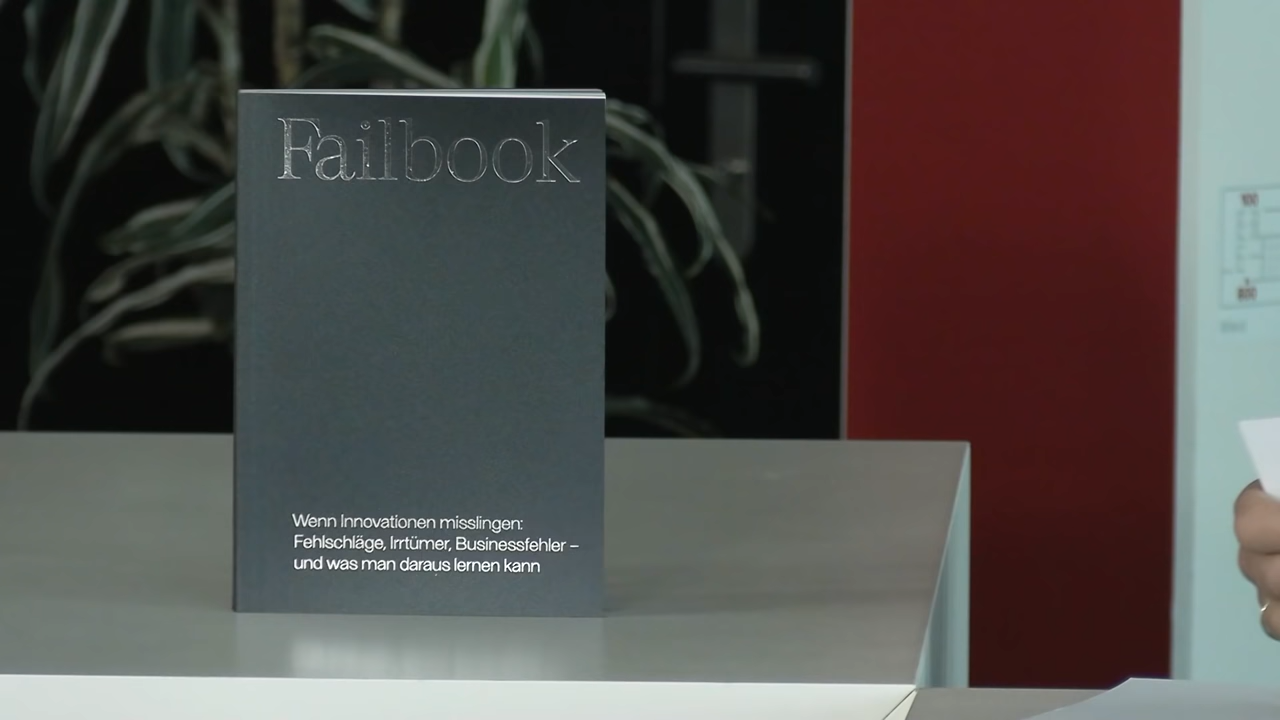 Failbook
Wenn Innovationen misslingen:
Fehlschläge, Irrtümer, Businessfehler –
und was man daraus lernen kann